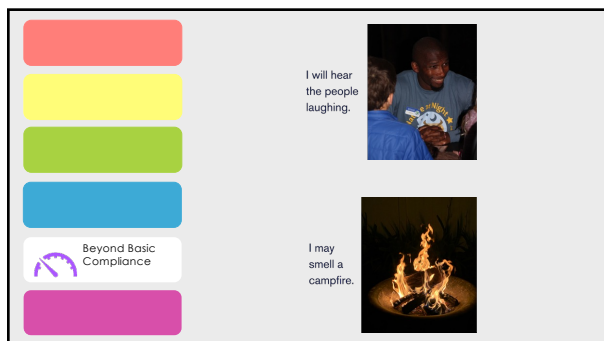 I will hear
the people
laughing.
Beyond Basic
Compliance
I may
smell a
campfire.